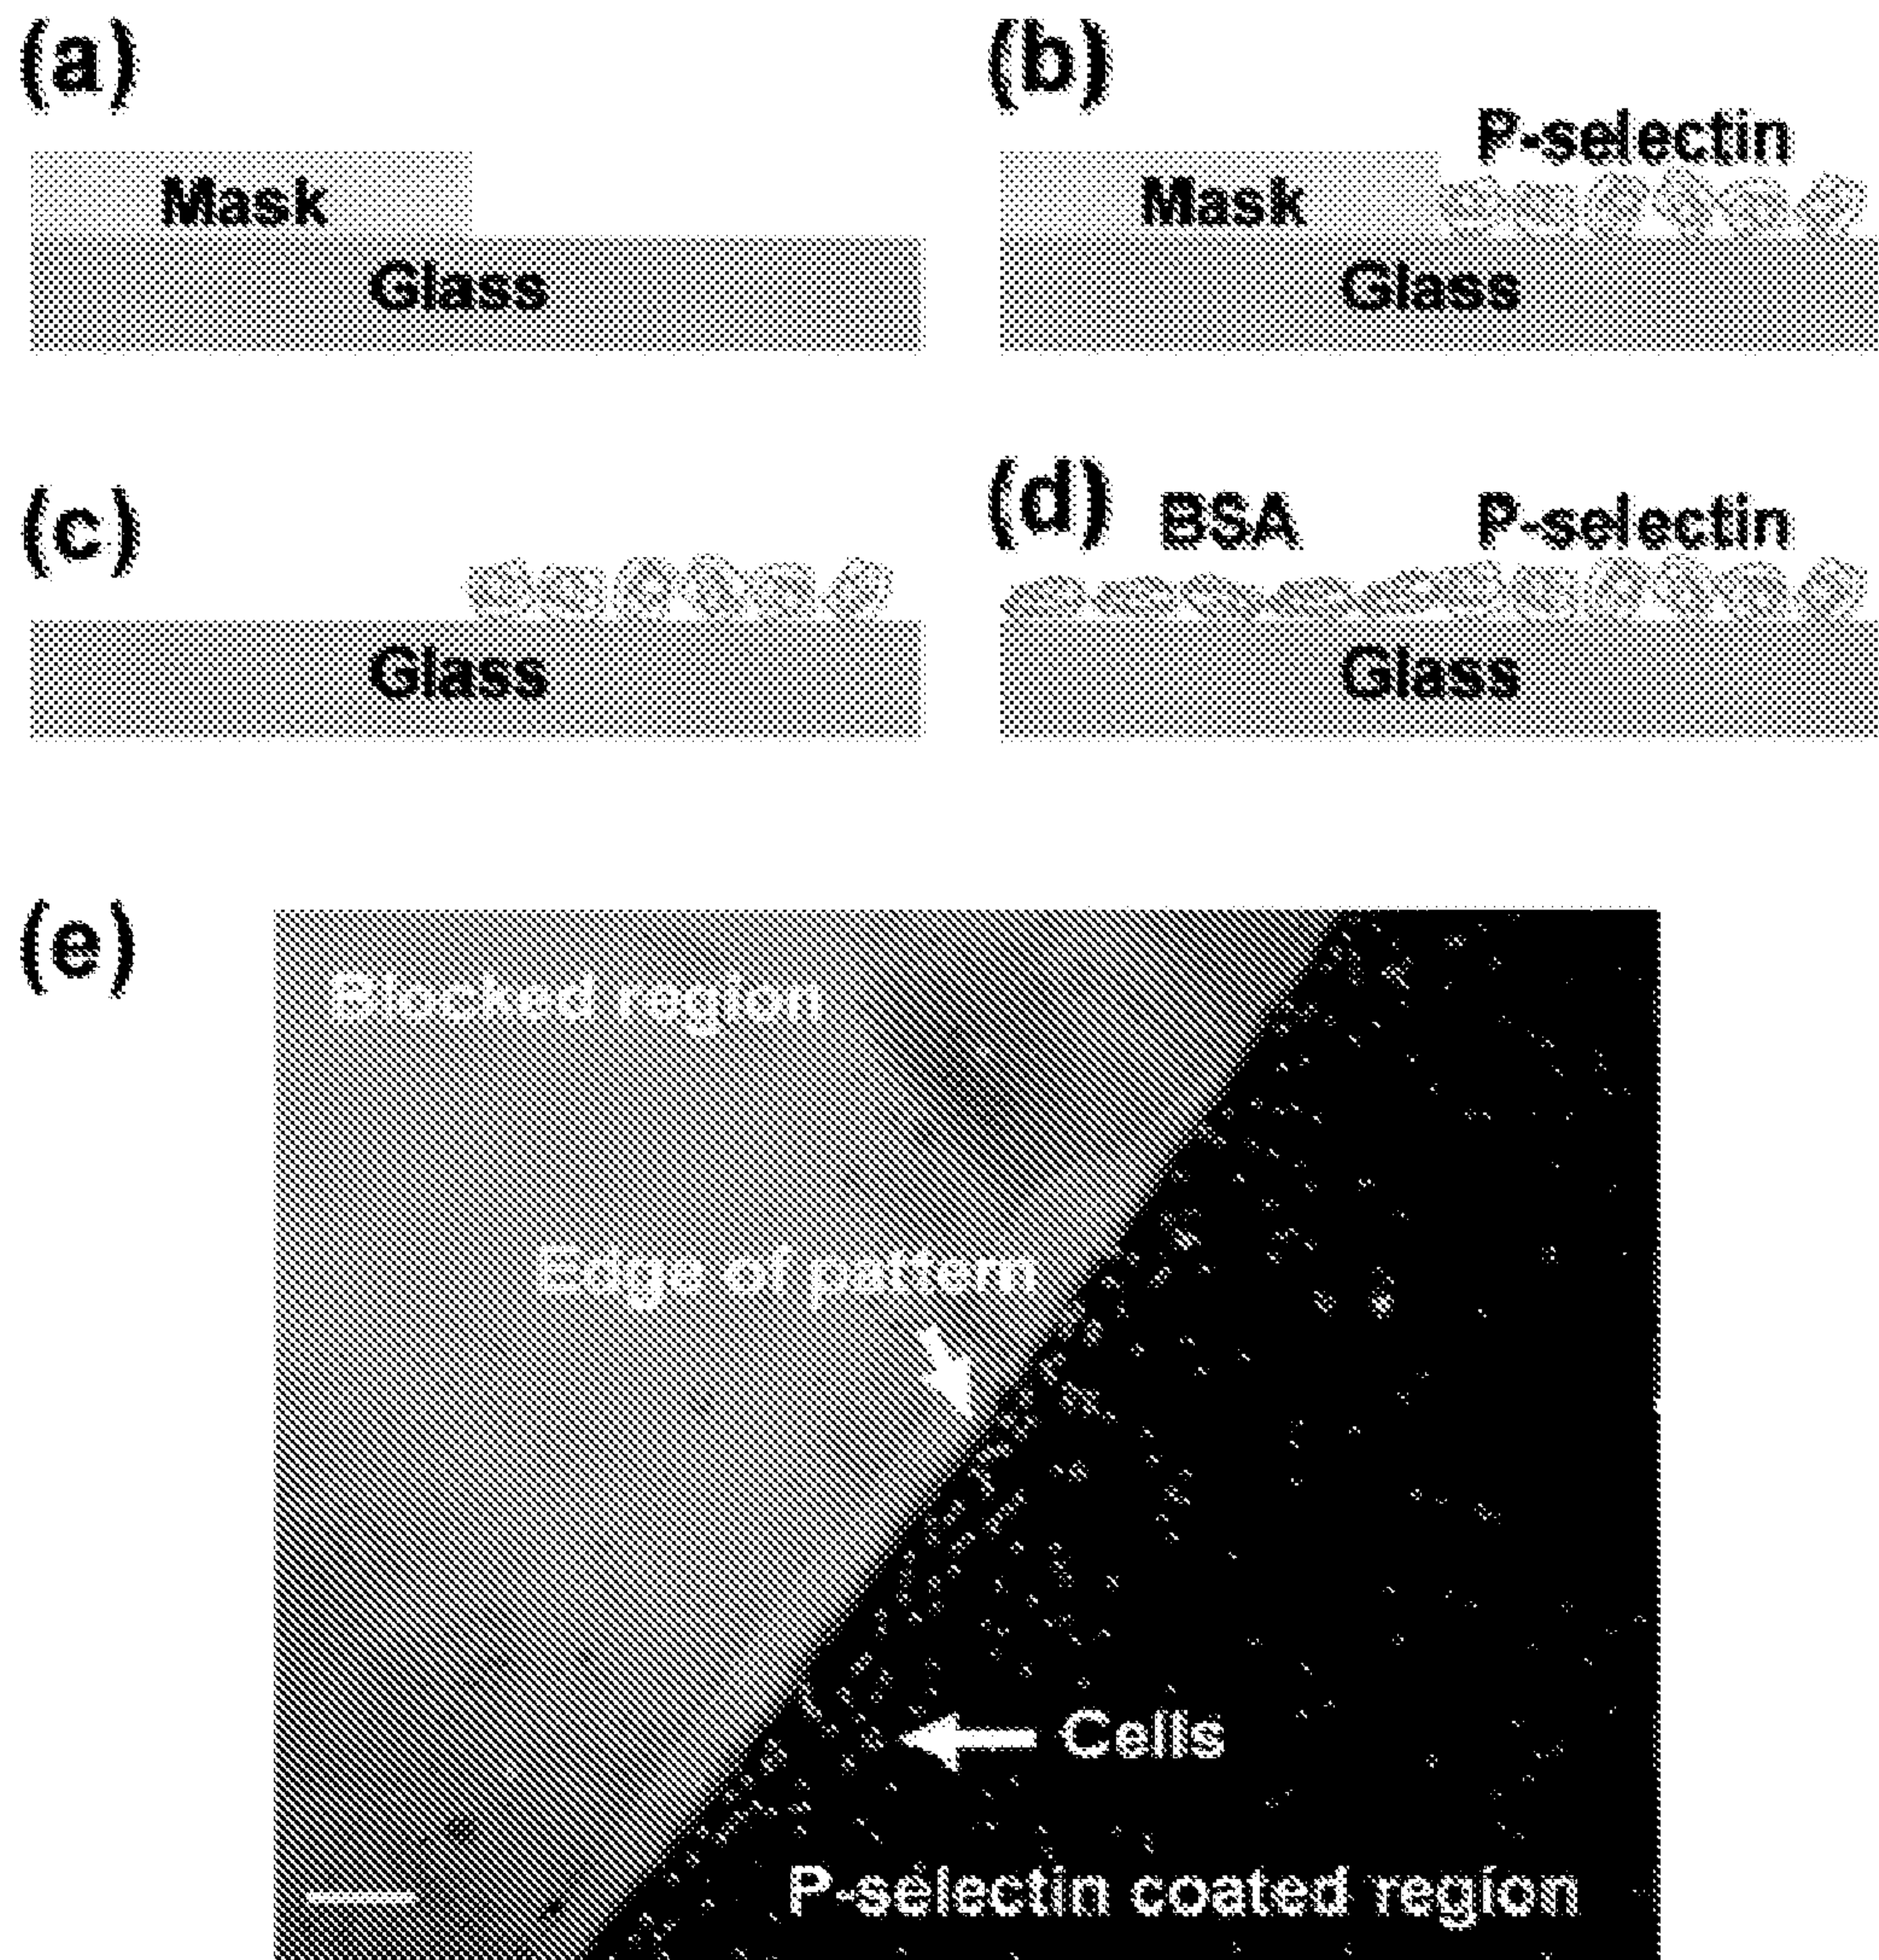 (a)
Mask
Glass
(b)
P-selectin
Mask
Glass
(c)
Glass
(d)
BSA
P-selectin
Glass
(e)
Blocked region
Edge of pattern
Cells
P-selectin coated region